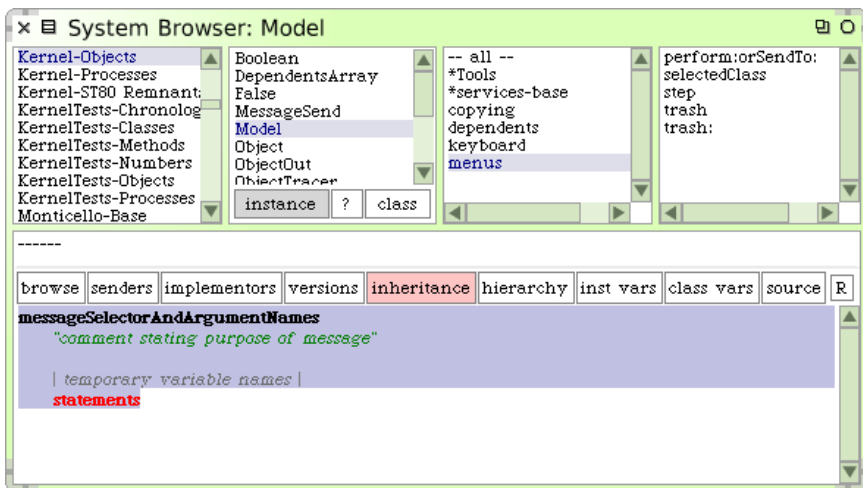 System Browser: Model
Kernel-Objects
Kernel-Processes
Kernel-ST80 Remnant
KernelTests-Chronolog
KernelTests-Classes
KernelTests-Methods
KernelTests-Numbers
KernelTests-Objects
KernelTests-Processes
Monticello-Base
Boolean
DependentsArray
False
MessageSend
Model
Object
ObjectOut
ObjectTracer
instance ? class
-- all --
*Tools
*services-base
copying
dependents
keyboard
menus
perform:orSendTo:
selectedClass
step
trash
trash:
------
browse senders implementors versions inheritance hierarchy inst vars class vars source R
messageSelectorAndArgumentNames
"comment stating purpose of message"
| temporary variable names |
statements